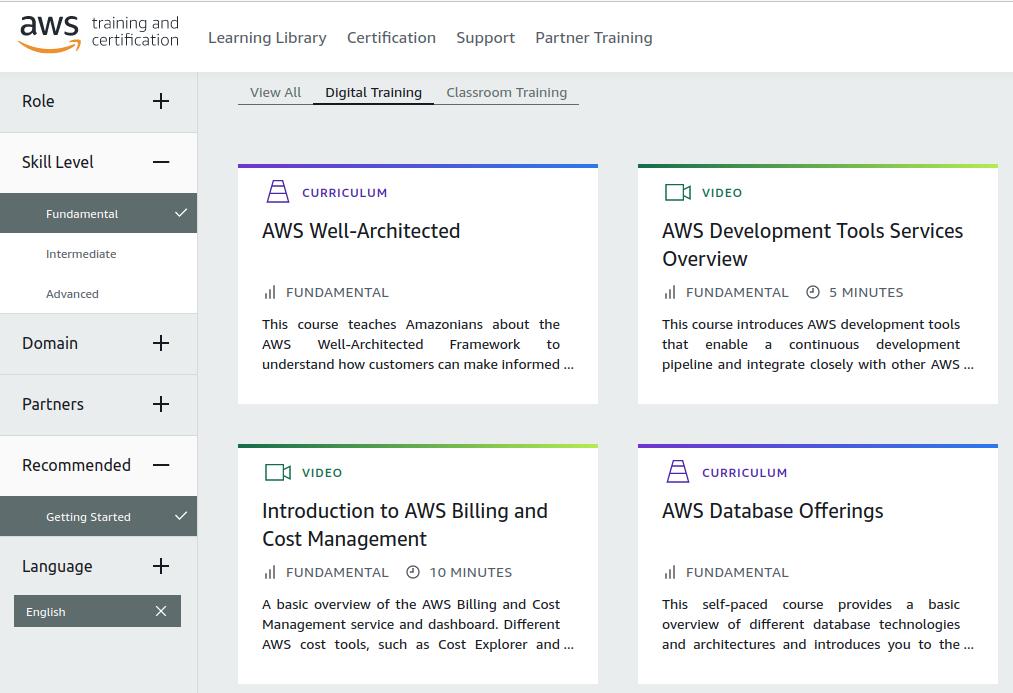 aws training and
certification
Learning Library Certification Support Partner Training
Role
Skill Level
Fundamental
Intermediate
Advanced
Domain
Partners
Recommended
Getting Started
Language
English
View All Digital Training Classroom Training
CURRICULUM
AWS Well-Architected
FUNDAMENTAL
This course teaches Amazonians about the
AWS Well-Architected Framework to
understand how customers can make informed ...
VIDEO
AWS Development Tools Services
Overview
FUNDAMENTAL 5 MINUTES
This course introduces AWS development tools
that enable a continuous development
pipeline and integrate closely with other AWS ...
VIDEO
Introduction to AWS Billing and
Cost Management
FUNDAMENTAL 10 MINUTES
A basic overview of the AWS Billing and Cost
Management service and dashboard. Different
AWS cost tools, such as Cost Explorer and ...
CURRICULUM
AWS Database Offerings
FUNDAMENTAL
This self-paced course provides a basic
overview of different database technologies
and architectures and introduces you to the ...